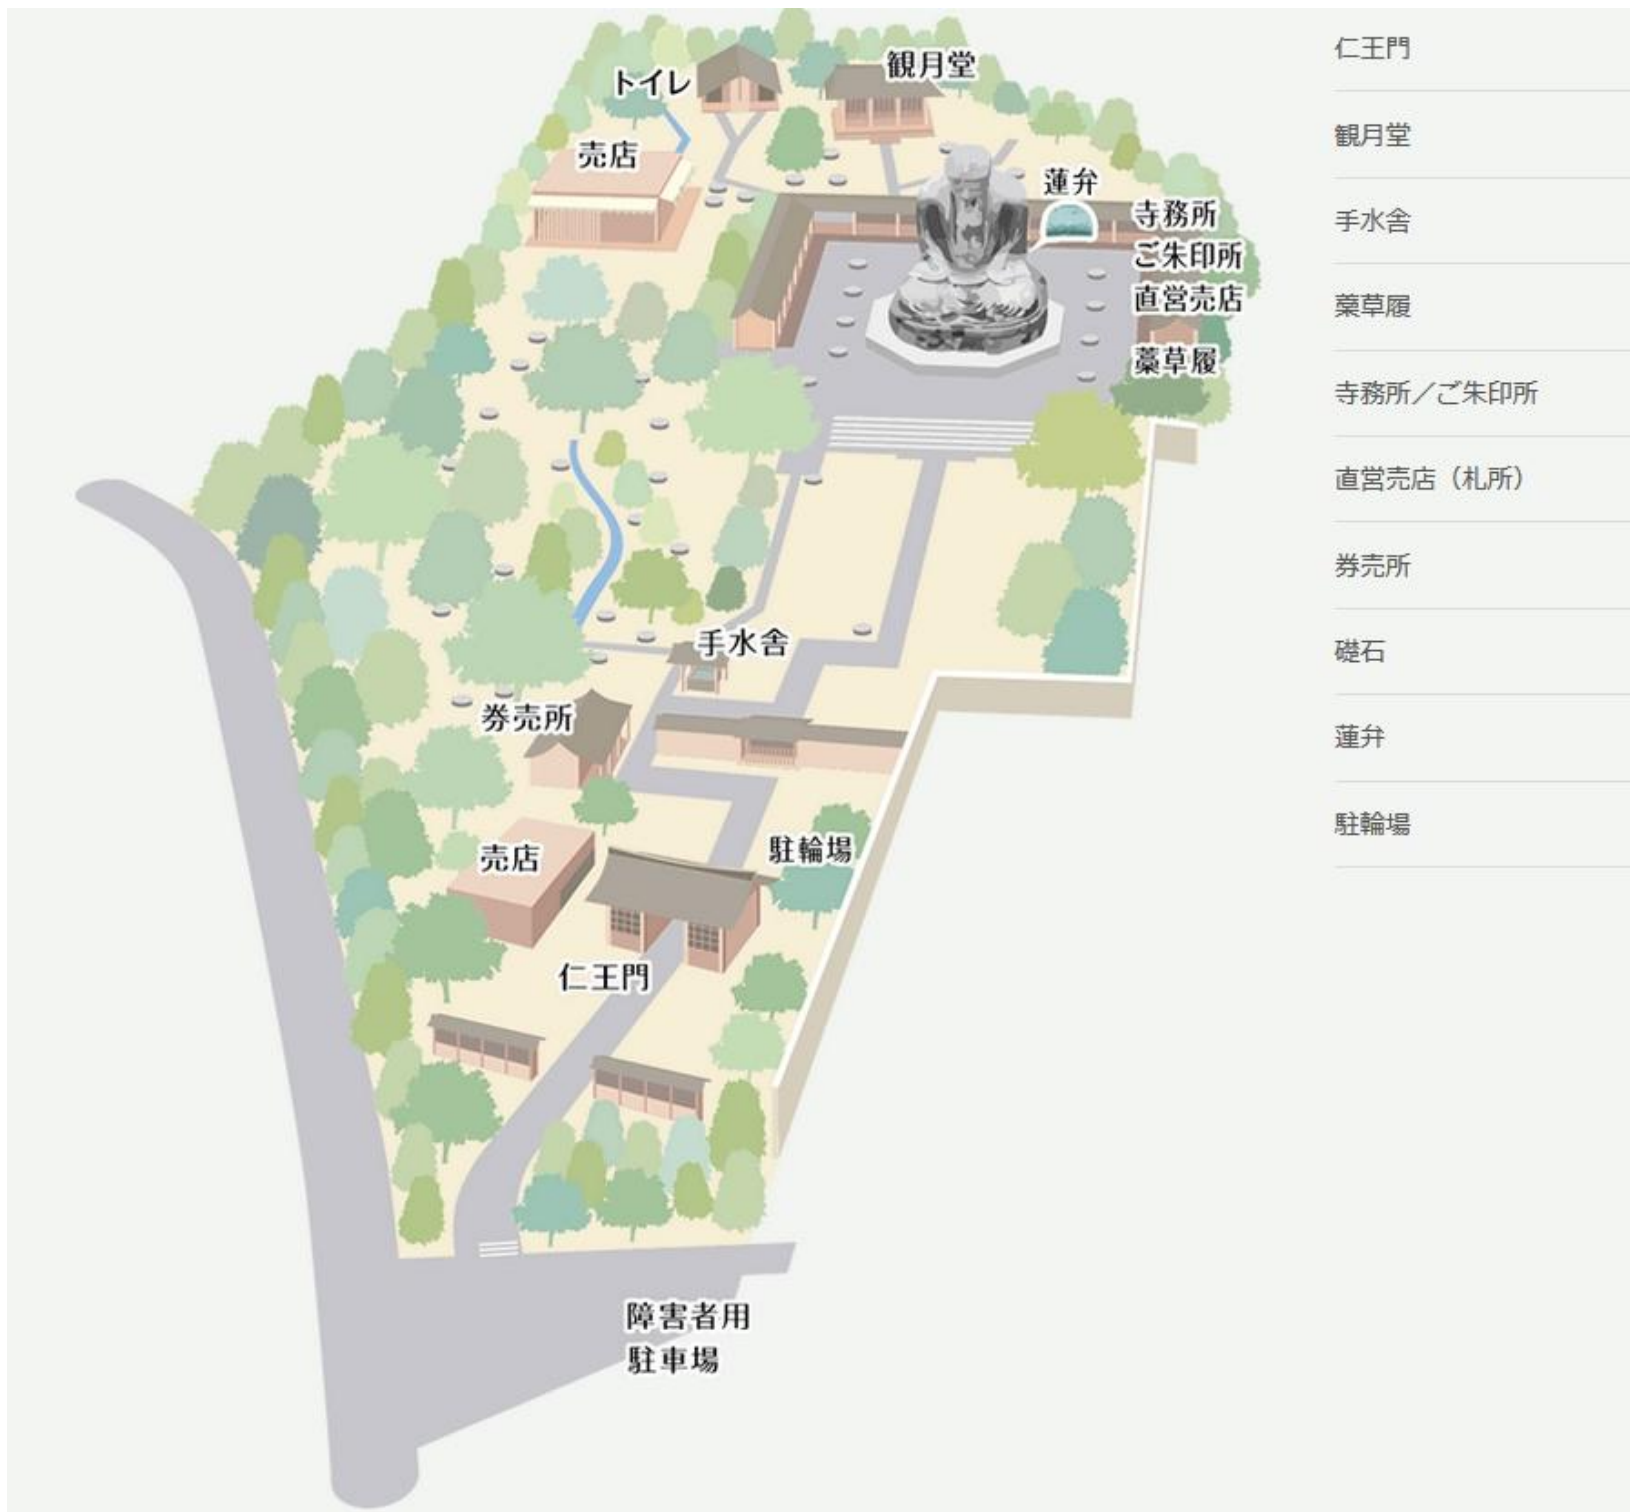 トイレ
観月堂
売店
蓮弁
寺務所
ご朱印所
直営売店
藁草履
手水舎
券売所
売店
駐輪場
仁王門
障害者用
駐車場
仁王門
観月堂
手水舎
藁草履
寺務所／ご朱印所
直営売店（札所）
券売所
礎石
蓮弁
駐輪場